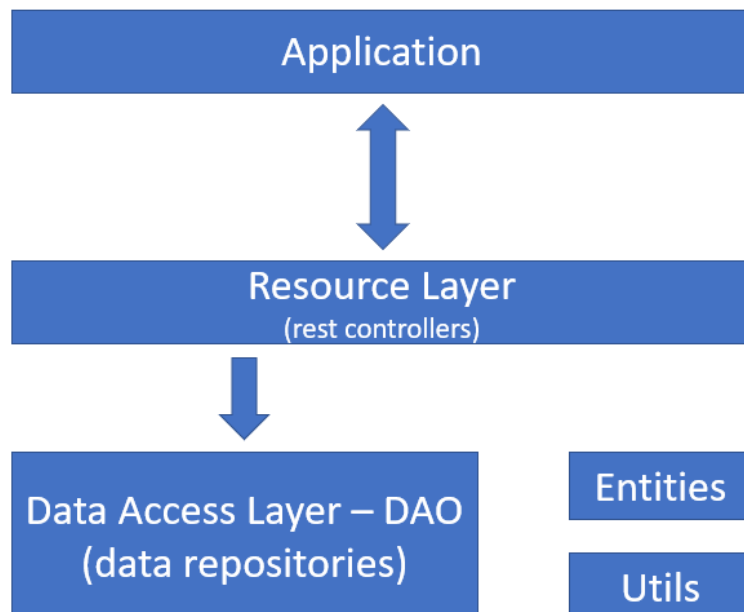 Application
Resource Layer
(rest controllers)
Data Access Layer – DAO
(data repositories)
Entities
Utils